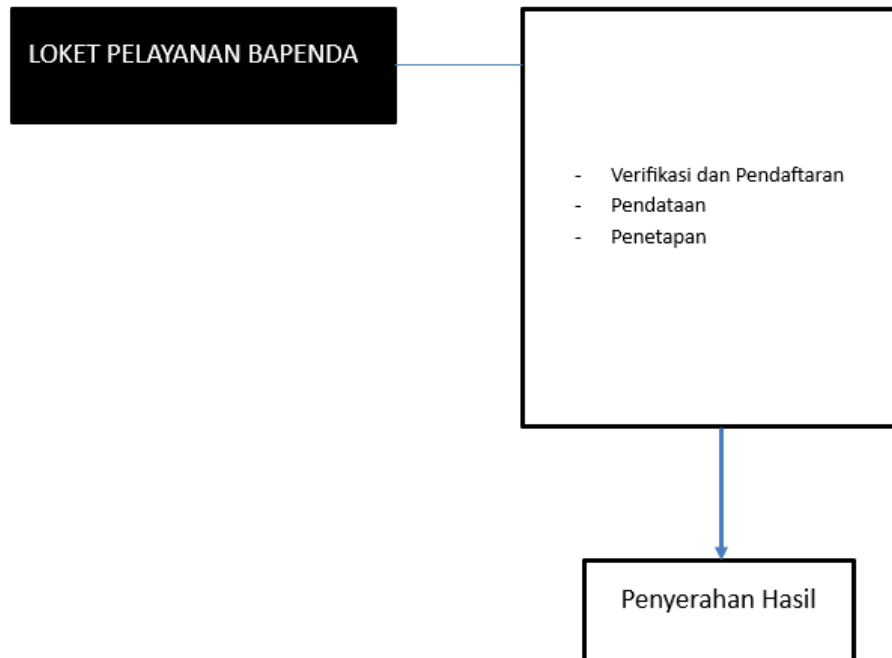 LOKET PELAYANAN BAPENDA
- Verifikasi dan Pendaftaran
- Pendataan
- Penetapan
Penyerahan Hasil